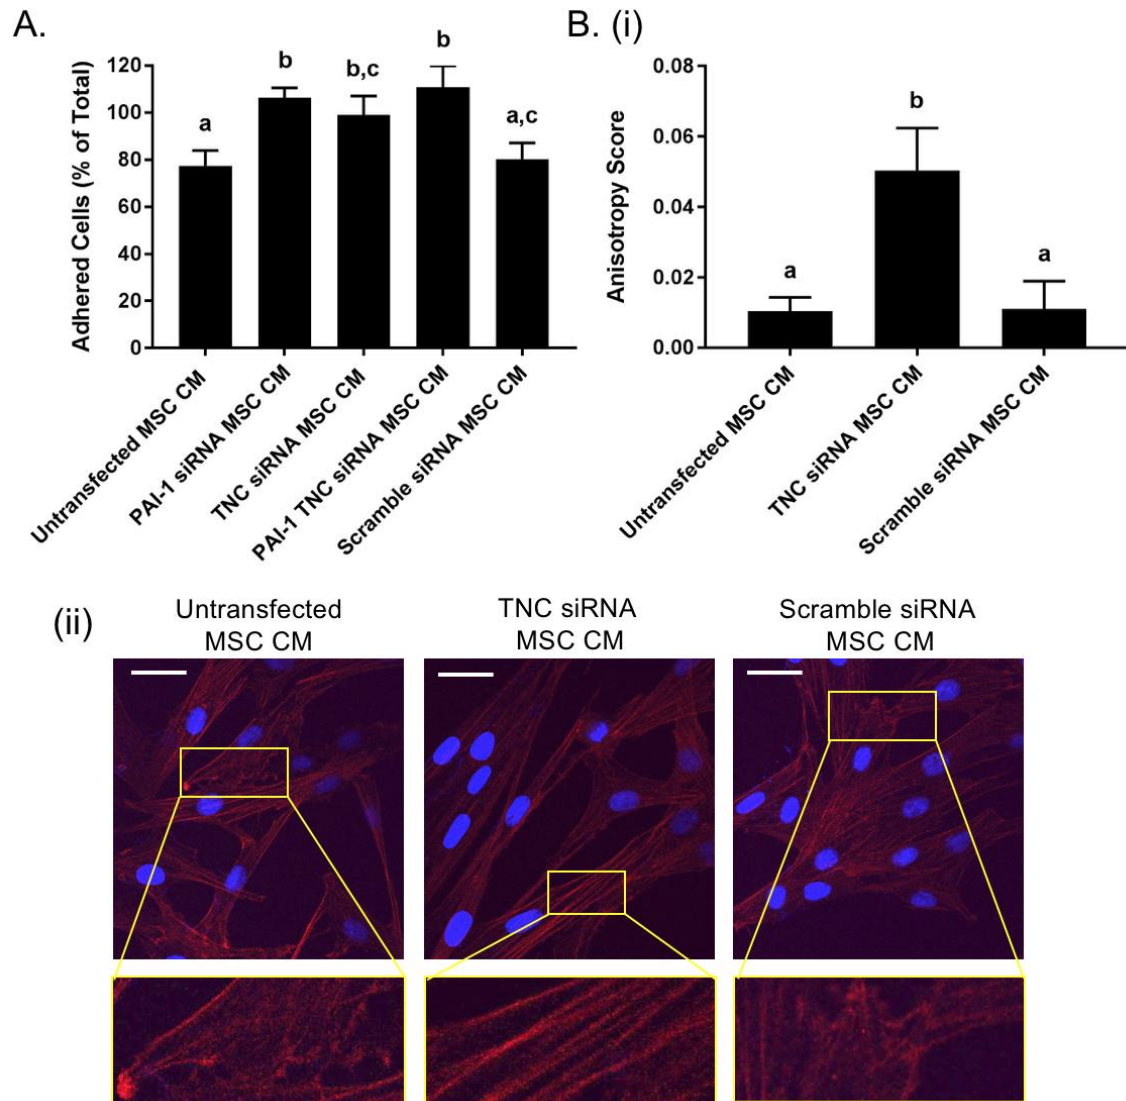 A.
Adhered Cells (% of Total)
120
100
80
60
40
20
0
a
b
b,c
b
a,c
Untransfected MSC CM
PAI-1 siRNA MSC CM
TNC siRNA MSC CM
PAI-1 TNC siRNA MSC CM
Scramble siRNA MSC CM
B. (i)
Anisotropy Score
0.08
0.06
0.04
0.02
0.00
a
b
a
Untransfected MSC CM
TNC siRNA MSC CM
Scramble siRNA MSC CM
(ii)
Untransfected
MSC CM
TNC siRNA
MSC CM
Scramble siRNA
MSC CM